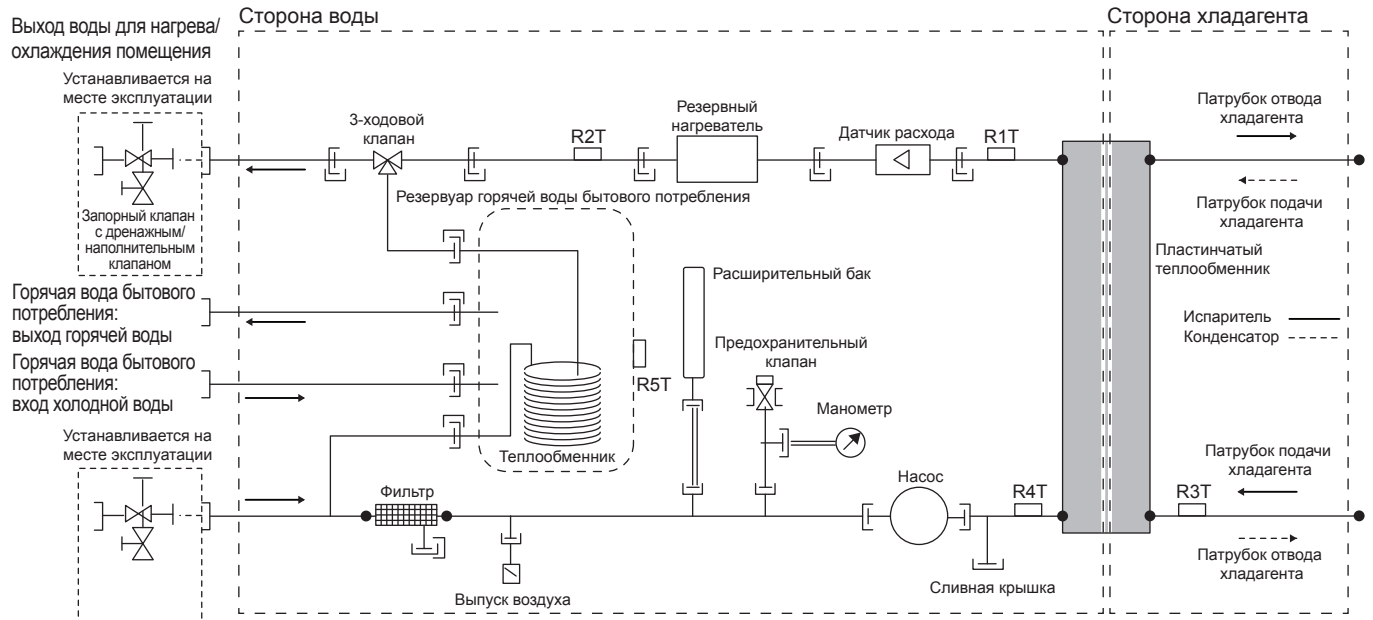 Сторона воды
Сторона хладагента
Выход воды для нагрева/
охлаждения помещения
Устанавливается на
месте эксплуатации
Запорный клапан
с дренажным/
наполнительным
клапаном
3-ходовой
клапан
R2T
Резервный
нагреватель
Датчик расхода
R1T
Патрубок отвода
хладагента
Патрубок подачи
хладагента
Резервуар горячей воды бытового потребления
Пластинчатый
теплообменник
Расширительный бак
Горячая вода бытового
потребления:
выход горячей воды
Испаритель
Конденсатор
Предохранительный
клапан
Горячая вода бытового
потребления:
вход холодной воды
R5T
Манометр
Теплообменник
Устанавливается на
месте эксплуатации
Фильтр
Насос
R4T
R3T
Патрубок подачи
хладагента
Патрубок отвода
хладагента
Выпуск воздуха
Сливная крышка